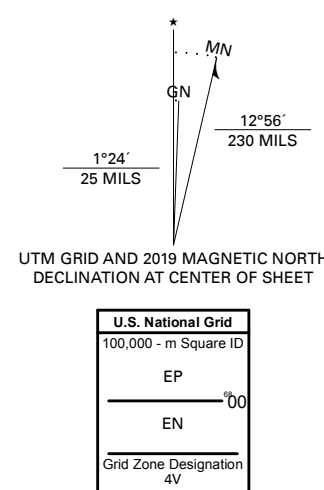 ★
MN
GN
12°56´
230 MILS
1°24´
25 MILS
UTM GRID AND 2019 MAGNETIC NORTH
DECLINATION AT CENTER OF SHEET
U.S. National Grid
100,000 - m Square ID
EP
6800
EN
Grid Zone Designation
4V